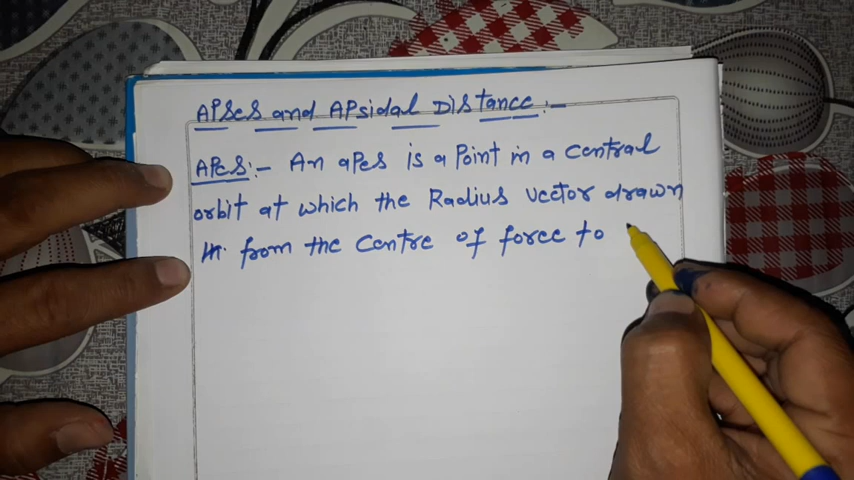 APSes and APsidal Distance :-
APes :- An aPes is a Point in a central
orbit at which the Radius vector drawn
from the Centre of force to